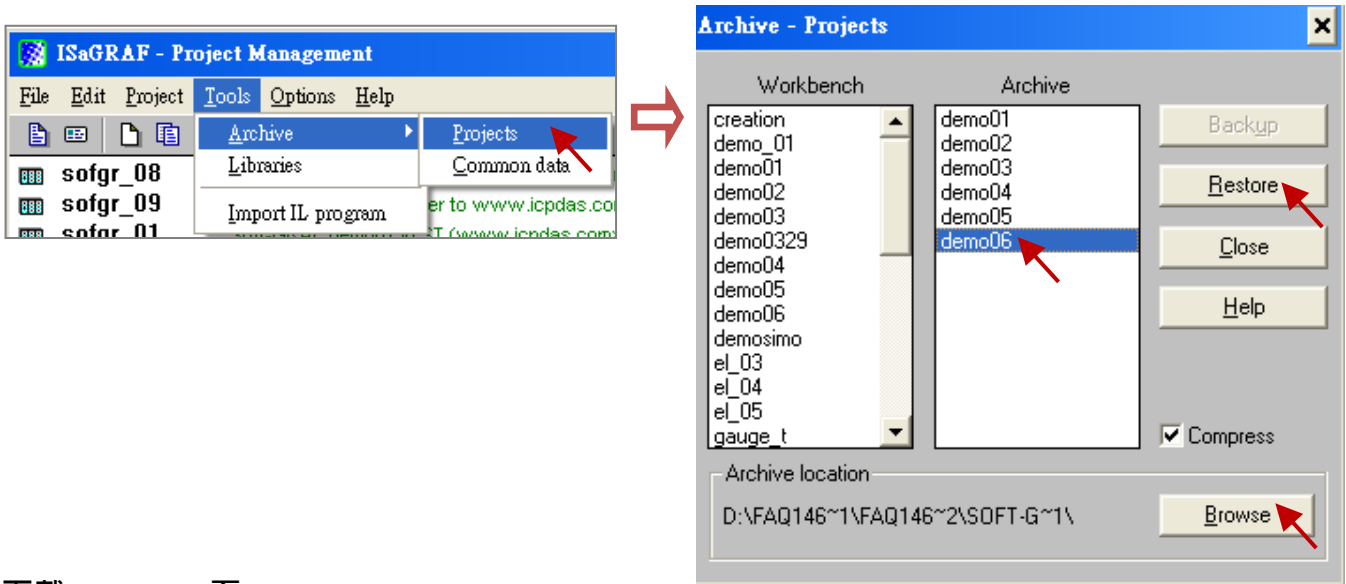 ISaGRAF - Project Management
File Edit Project Tools Options Help
Archive
Projects
Libraries
Common data
Import IL program
sofgr_08
sofgr_09
er to www.icpdas.co
sofgr_01
Archive - Projects
Workbench
creation
demo_01
demo01
demo02
demo03
demo0329
demo04
demo05
demo06
demosimo
el_03
el_04
el_05
gauge_t
Archive
demo01
demo02
demo03
demo04
demo05
demo06
Backup
Restore
Close
Help
Compress
Archive location
D:\FAQ146~1\FAQ146~2\SOFT-G~1\
Browse